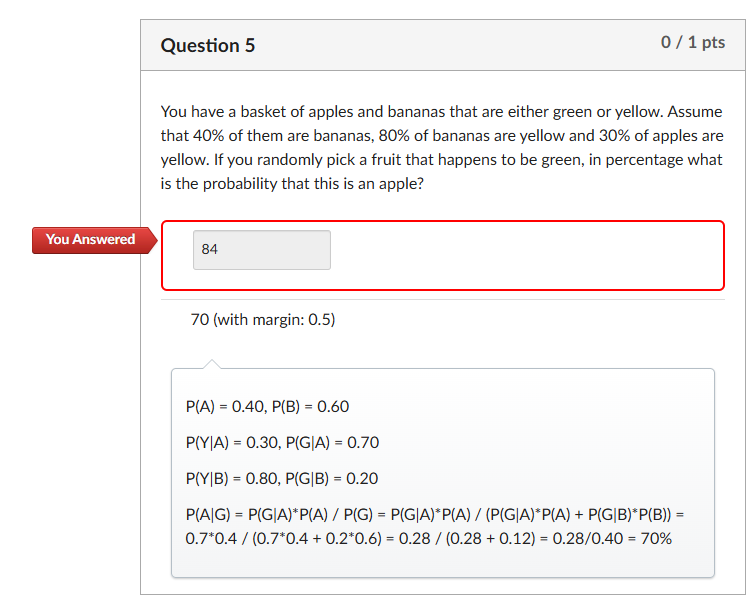 Question 5
0 / 1 pts
You have a basket of apples and bananas that are either green or yellow. Assume
that 40% of them are bananas, 80% of bananas are yellow and 30% of apples are
yellow. If you randomly pick a fruit that happens to be green, in percentage what
is the probability that this is an apple?
You Answered
84
70 (with margin: 0.5)
P(A) = 0.40, P(B) = 0.60
P(Y|A) = 0.30, P(G|A) = 0.70
P(Y|B) = 0.80, P(G|B) = 0.20
P(A|G) = P(G|A)*P(A) / P(G) = P(G|A)*P(A) / (P(G|A)*P(A) + P(G|B)*P(B)) =
0.7*0.4 / (0.7*0.4 + 0.2*0.6) = 0.28 / (0.28 + 0.12) = 0.28/0.40 = 70%